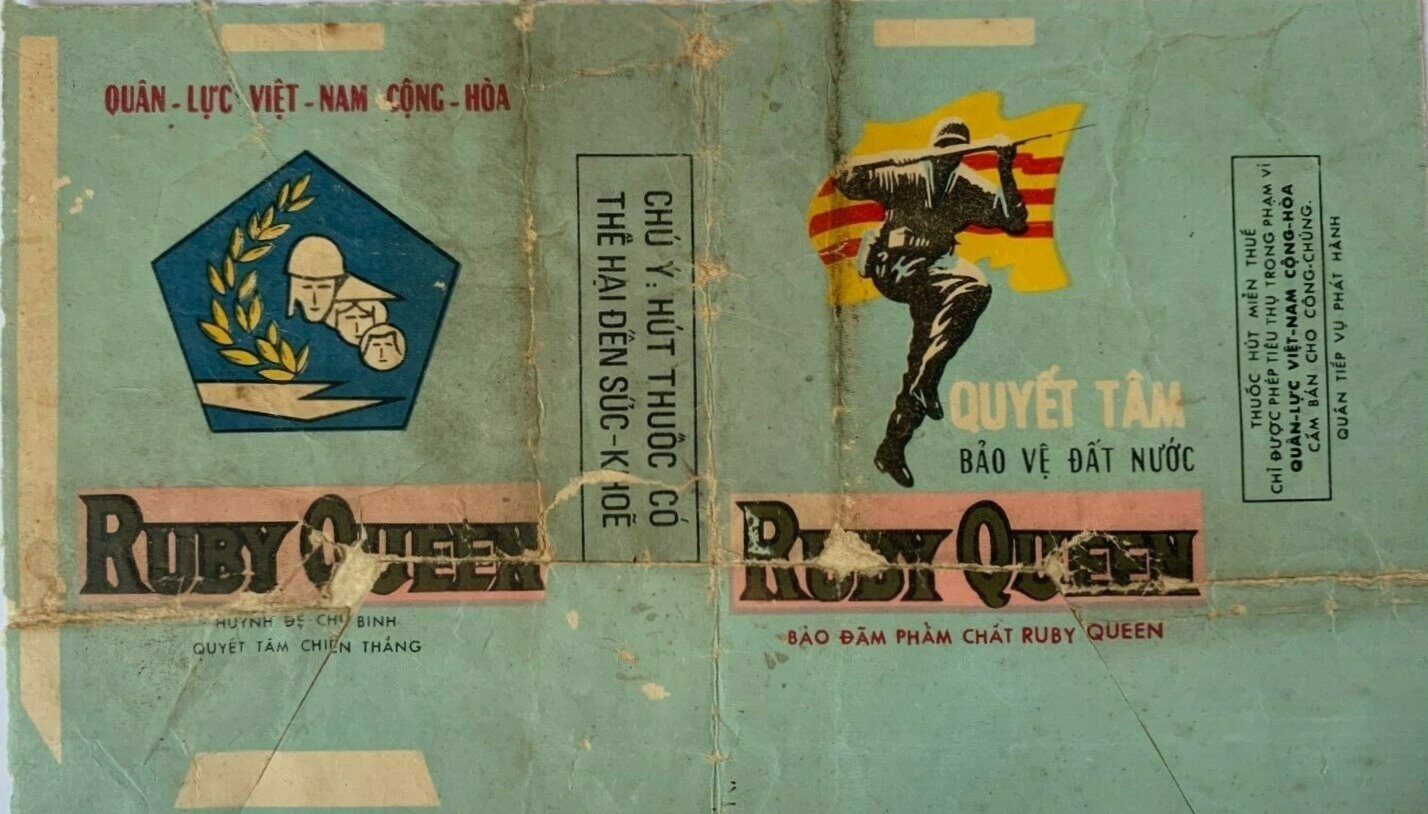 QUÂN - LỰC VIỆT - NAM CỘNG - HÒA
RUBY QUEEN
HUYNH ĐỆ CHI BINH
QUYẾT TÂM CHIẾN THẮNG
CHÚ Ý : HÚT THUỐC CÓ
THỂ HẠI ĐẾN SỨC-KHOẼ
QUYẾT TÂM
BẢO VỆ ĐẤT NƯỚC
RUBY QUEEN
BẢO ĐÃM PHẨM CHẤT RUBY QUEEN
THUỐC HÚT MIỄN THUẾ
CHỈ ĐƯỢC PHÉP TIÊU THỤ TRONG PHẠM VI
QUÂN-LỰC VIỆT-NAM CỘNG-HÒA
CẤM BÁN CHO CÔNG-CHÚNG.
QUÂN TIẾP VỤ PHÁT HÀNH